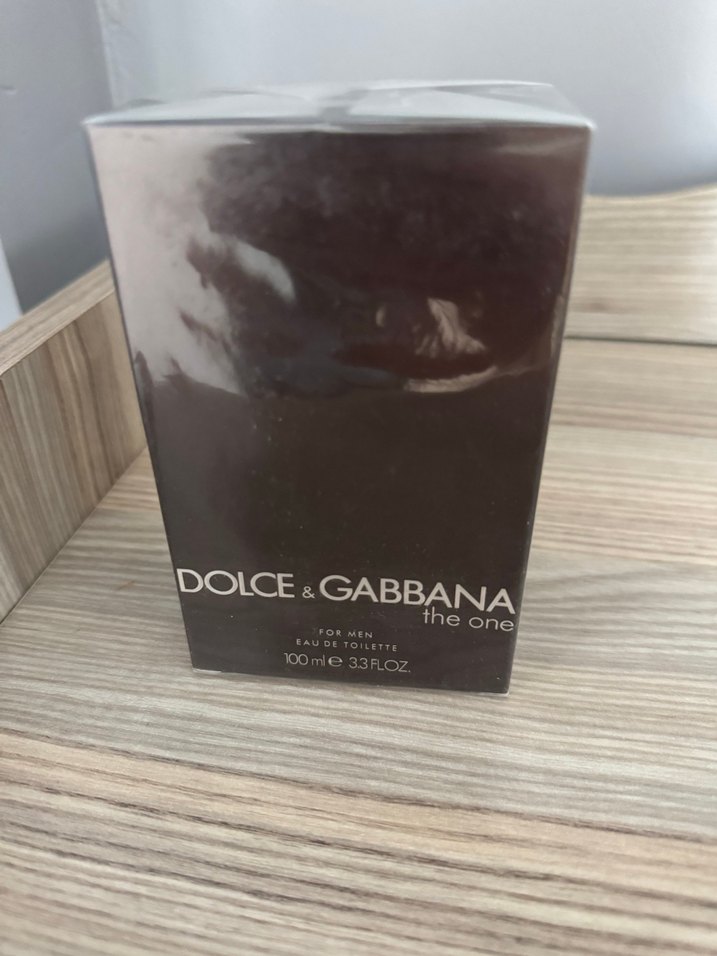 DOLCE & GABBANA
the one
FOR MEN
EAU DE TOILETTE
100 ml ℮ 3.3 FL.OZ.